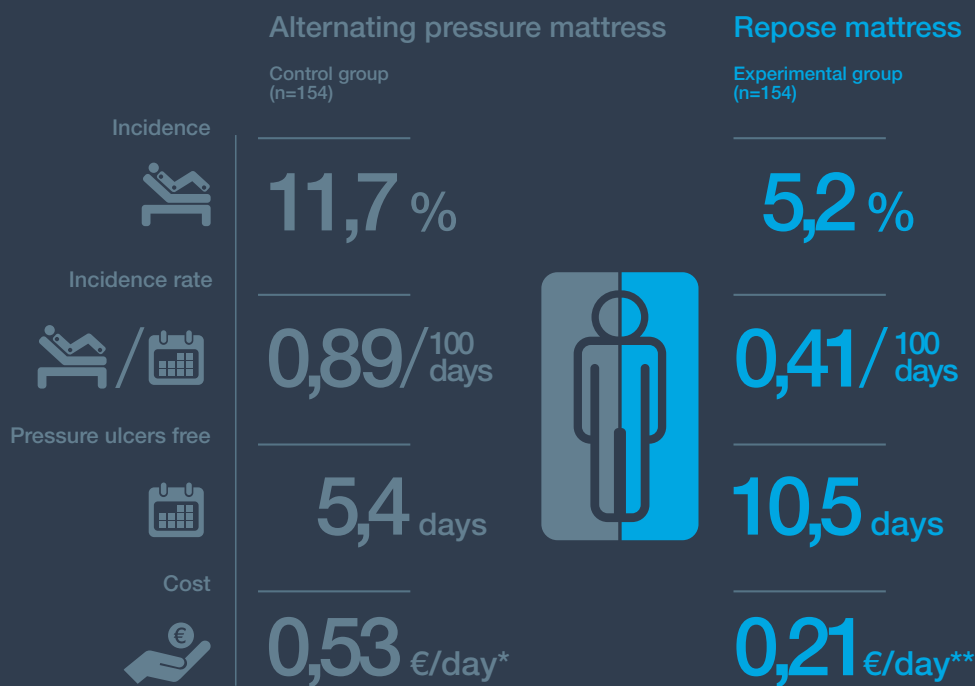 Alternating pressure mattress
Repose mattress
Control group
(n=154)
Experimental group
(n=154)
Incidence
11,7 %
5,2 %
Incidence rate
0,89/100 days
0,41/100 days
Pressure ulcers free
5,4 days
10,5 days
Cost
€
0,53 €/day*
0,21 €/day**